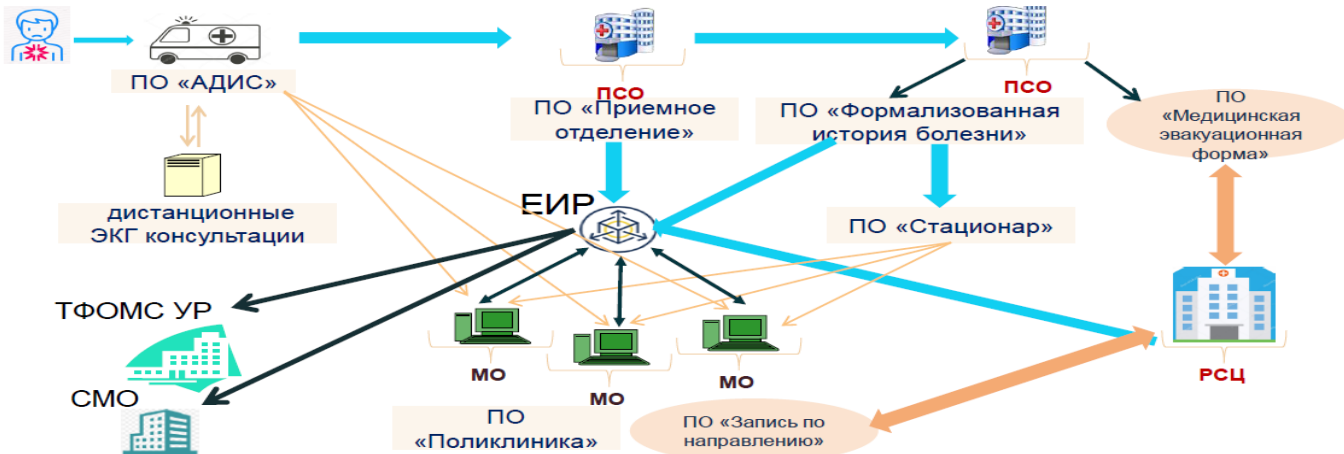 ПО «АДИС»
ПСО
ПО «Приемное
отделение»
ПСО
ПО «Формализованная
история болезни»
ПО
«Медицинская
эвакуационная
форма»
дистанционные
ЭКГ консультации
ЕИР
ПО «Стационар»
ТФОМС УР
СМО
МО
МО
МО
РСЦ
ПО
«Поликлиника»
ПО «Запись по
направлению»